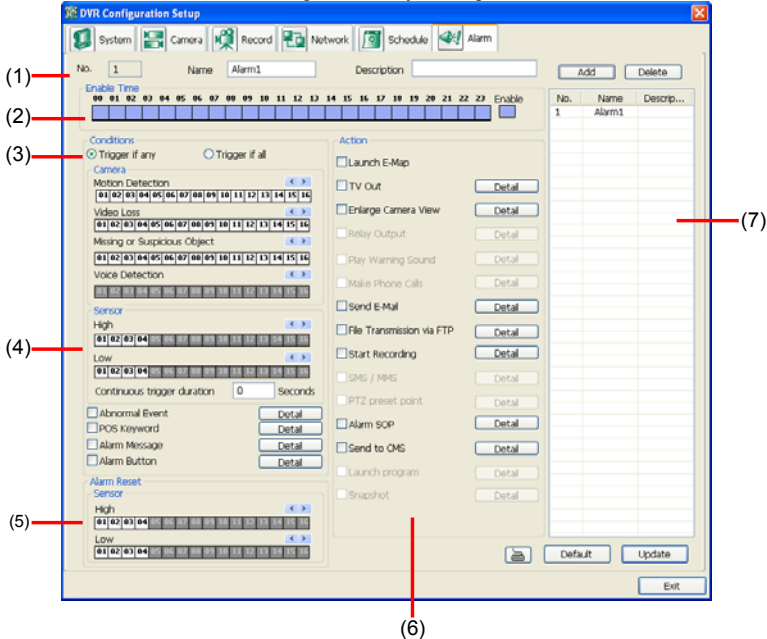 DVR Configuration Setup
System Camera Record Network Schedule Alarm
(1) No. 1 Name Alarm1 Description Add Delete
Enable Time
(2) 00 01 02 03 04 05 06 07 08 09 10 11 12 13 14 15 16 17 18 19 20 21 22 23 Enable
No. Name Descrip...
1 Alarm1
Conditions
(3) Trigger if any Trigger if all
Camera
Motion Detection
01 02 03 04 05 06 07 08 09 10 11 12 13 14 15 16
Video Loss
01 02 03 04 05 06 07 08 09 10 11 12 13 14 15 16
Missing or Suspicious Object
01 02 03 04 05 06 07 08 09 10 11 12 13 14 15 16
Voice Detection
01 02 03 04 05 06 07 08 09 10 11 12 13 14 15 16
(4) Sensor
High
01 02 03 04 05 06 07 08 09 10 11 12 13 14 15 16
Low
01 02 03 04 05 06 07 08 09 10 11 12 13 14 15 16
Continuous trigger duration 0 Seconds
Abnormal Event Detail
POS Keyword Detail
Alarm Message Detail
Alarm Button Detail
Alarm Reset
(5) Sensor
High
01 02 03 04 05 06 07 08 09 10 11 12 13 14 15 16
Low
01 02 03 04 05 06 07 08 09 10 11 12 13 14 15 16
Action
Launch E-Map
TV Out Detail
Enlarge Camera View Detail
Relay Output Detail
Play Warning Sound Detail
Make Phone Calls Detail
Send E-Mail Detail
File Transmission via FTP Detail
Start Recording Detail
SMS / MMS Detail
PTZ preset point Detail
Alarm SOP Detail
Send to CMS Detail
Launch program Detail
Snapshot Detail
(6)
(7)
Default Update
Exit